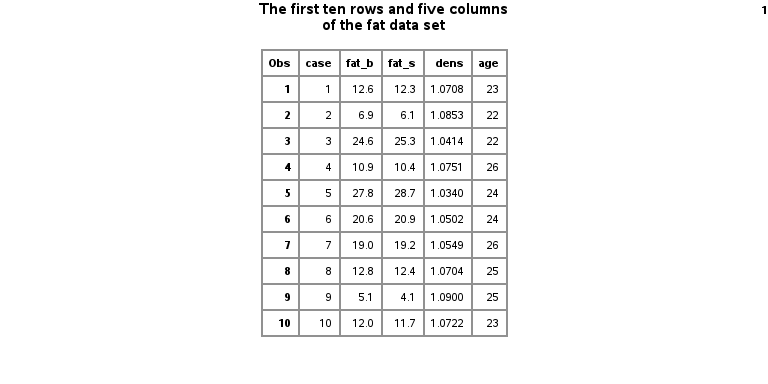 The first ten rows and five columns
of the fat data set
1
Obs case fat_b fat_s dens age
1 1 12.6 12.3 1.0708 23
2 2 6.9 6.1 1.0853 22
3 3 24.6 25.3 1.0414 22
4 4 10.9 10.4 1.0751 26
5 5 27.8 28.7 1.0340 24
6 6 20.6 20.9 1.0502 24
7 7 19.0 19.2 1.0549 26
8 8 12.8 12.4 1.0704 25
9 9 5.1 4.1 1.0900 25
10 10 12.0 11.7 1.0722 23